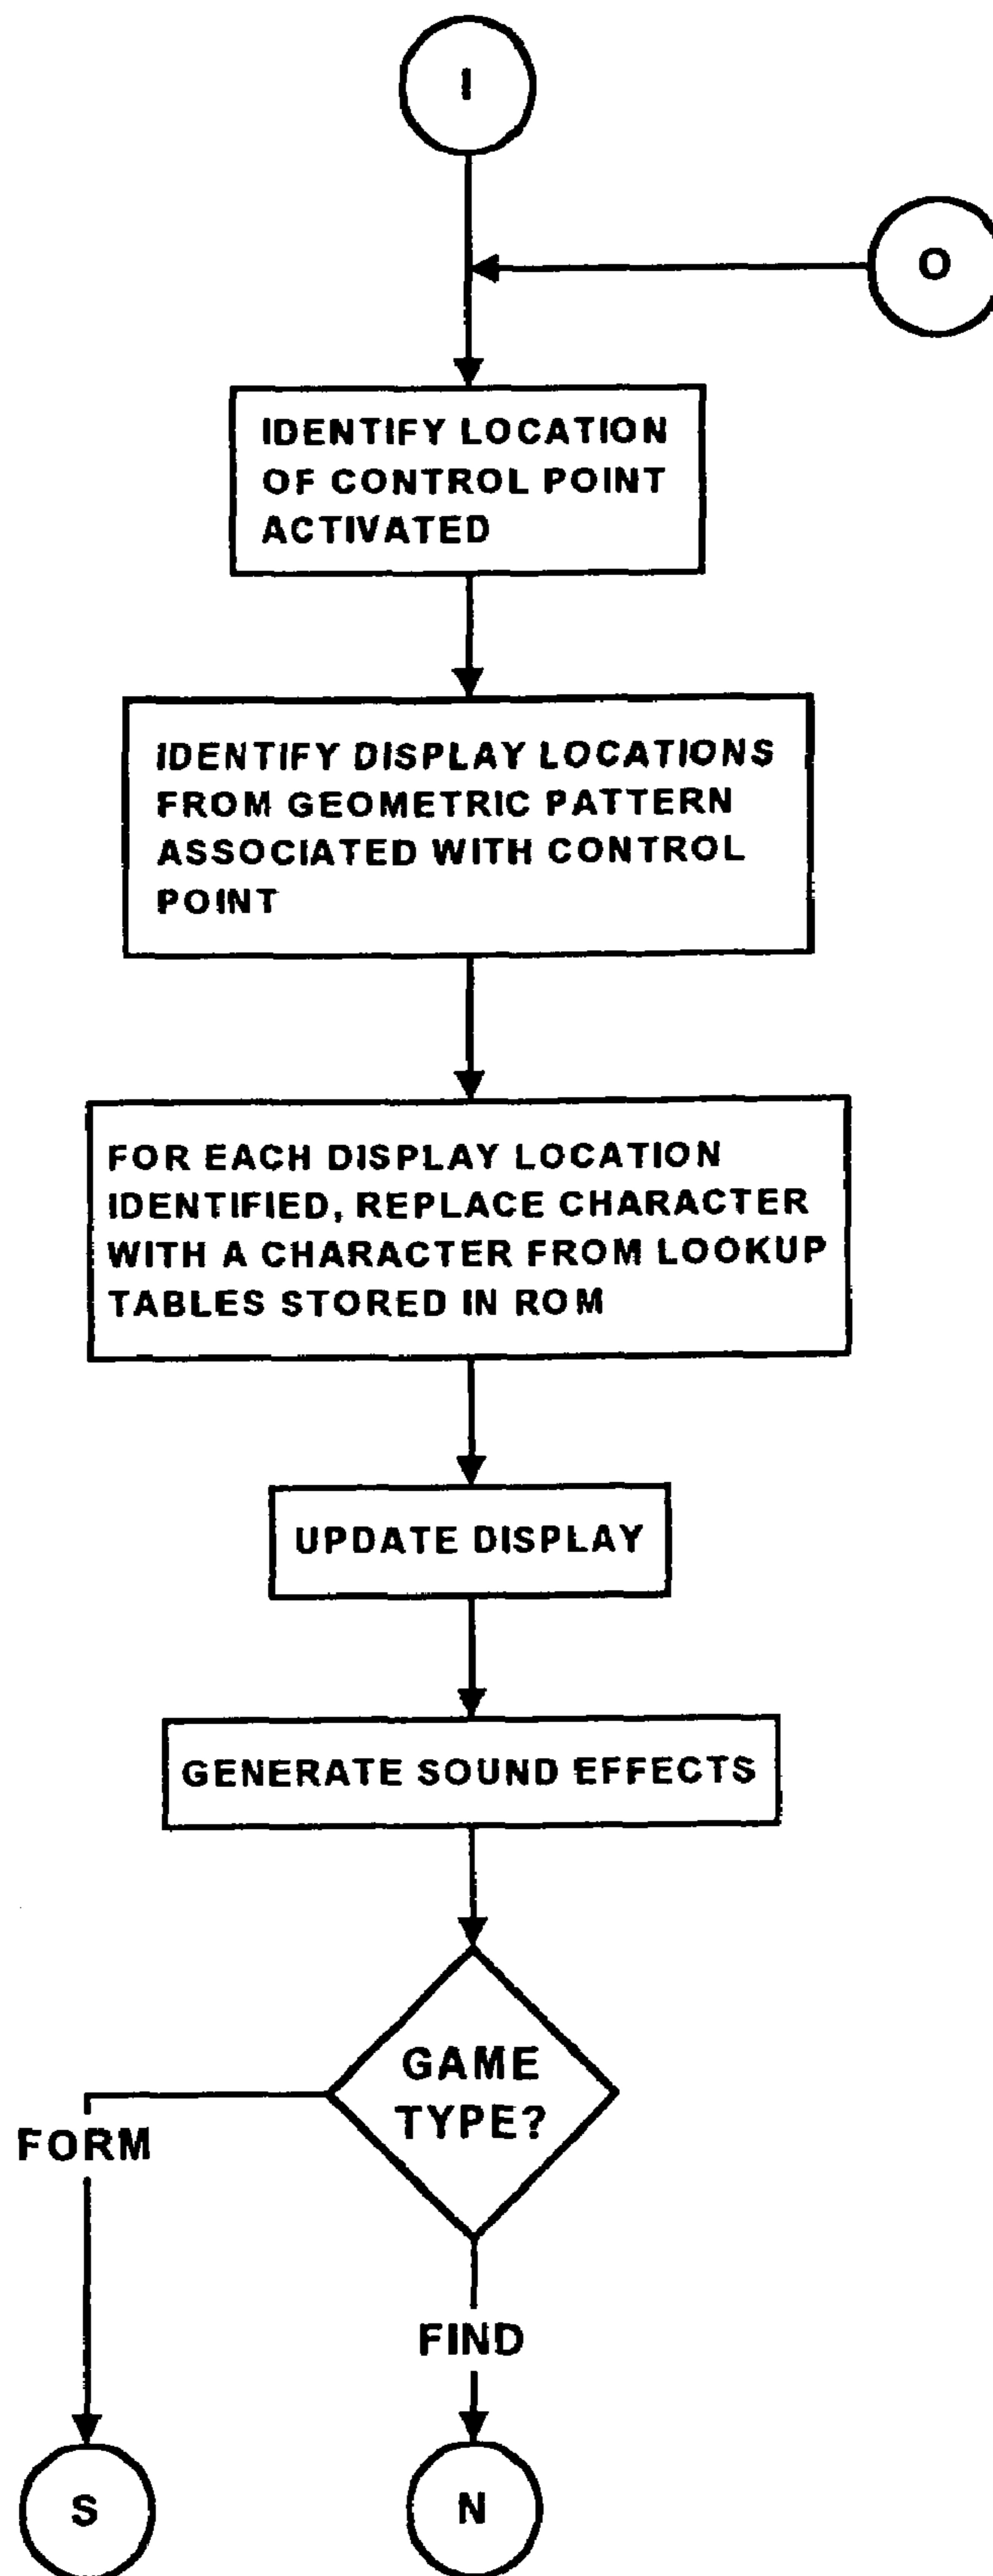 I
O
IDENTIFY LOCATION
OF CONTROL POINT
ACTIVATED
IDENTIFY DISPLAY LOCATIONS
FROM GEOMETRIC PATTERN
ASSOCIATED WITH CONTROL
POINT
FOR EACH DISPLAY LOCATION
IDENTIFIED, REPLACE CHARACTER
WITH A CHARACTER FROM LOOKUP
TABLES STORED IN ROM
UPDATE DISPLAY
GENERATE SOUND EFFECTS
GAME
TYPE?
FORM
FIND
S
N